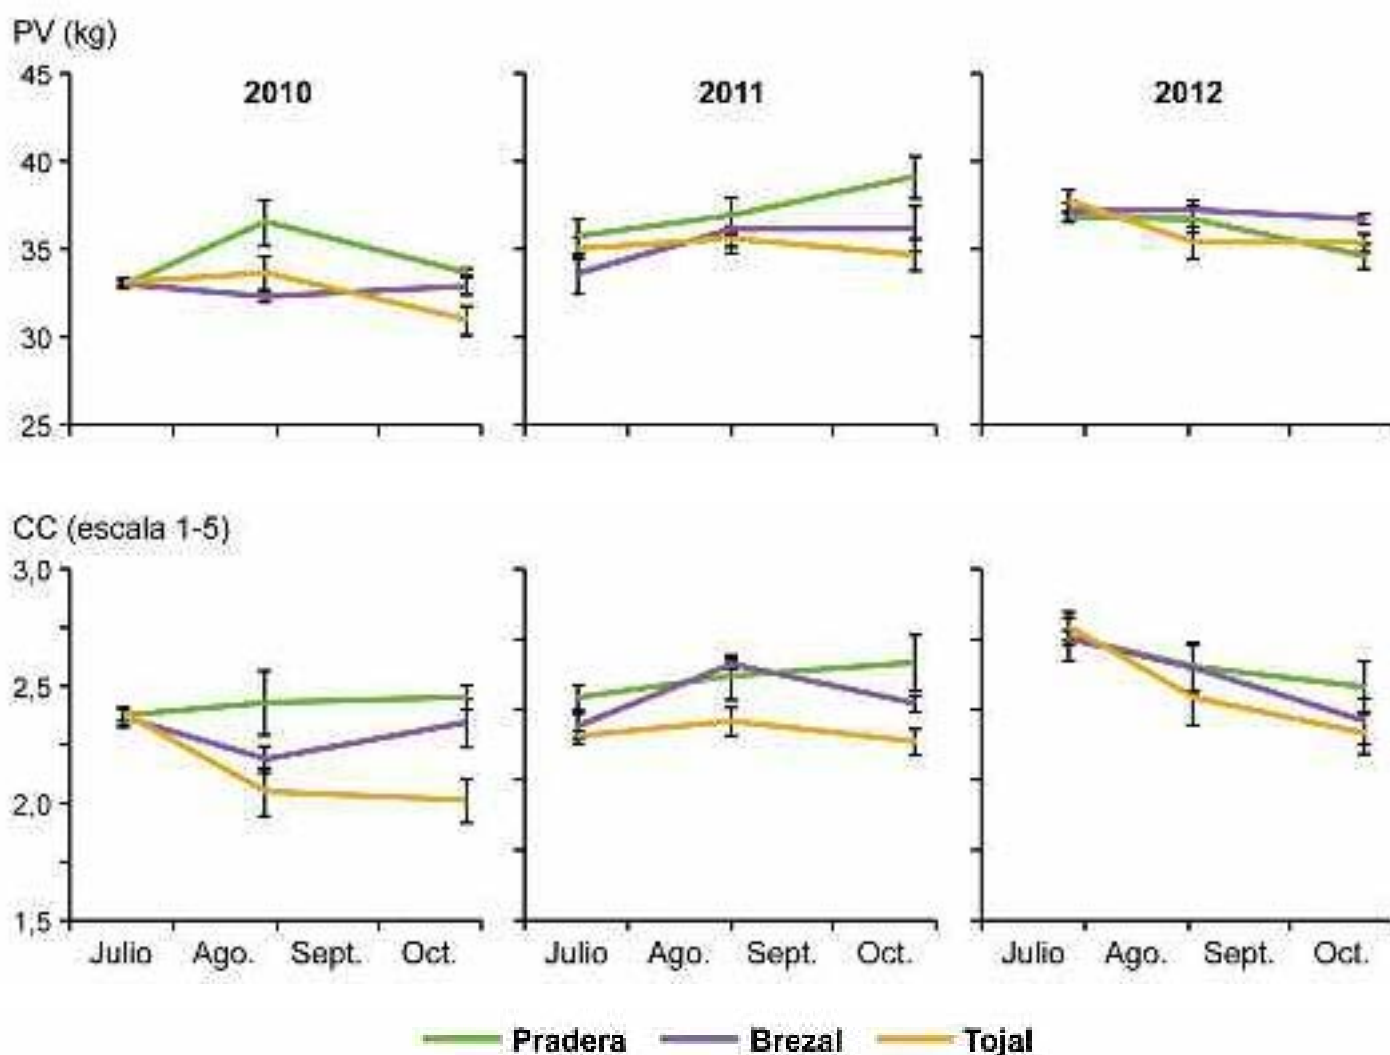 PV (kg)
45
40
35
30
25
2010
2011
2012
CC (escala 1-5)
3,0
2,5
2,0
1,5
Julio Ago. Sept. Oct.
Julio Ago. Sept. Oct.
Julio Ago. Sept. Oct.
Pradera Brezal Tojal